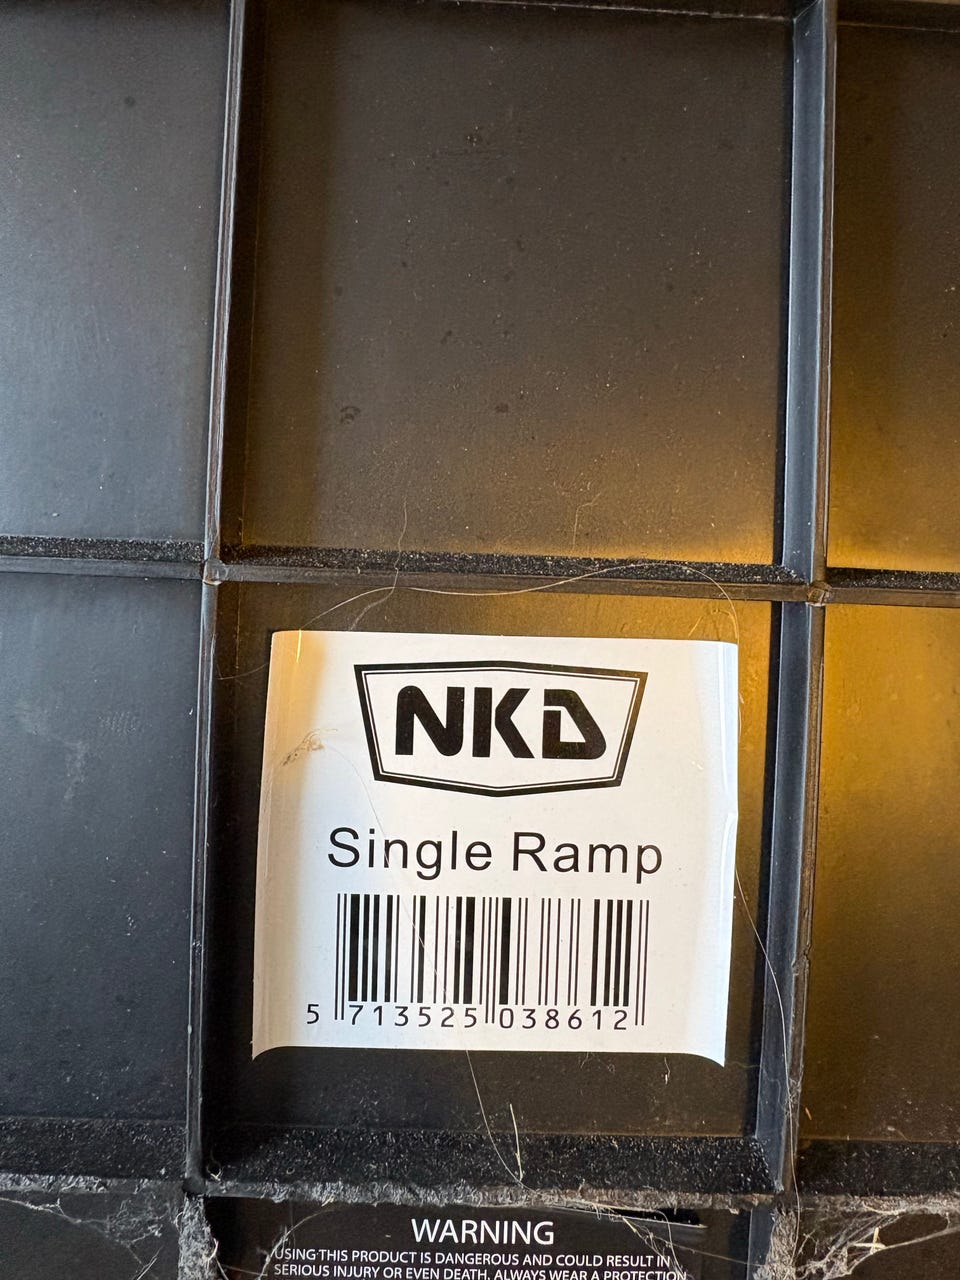 NKD
Single Ramp
5 713525 038612
WARNING
USING THIS PRODUCT IS DANGEROUS AND COULD RESULT IN
SERIOUS INJURY OR EVEN DEATH. ALWAYS WEAR A PROTECTION